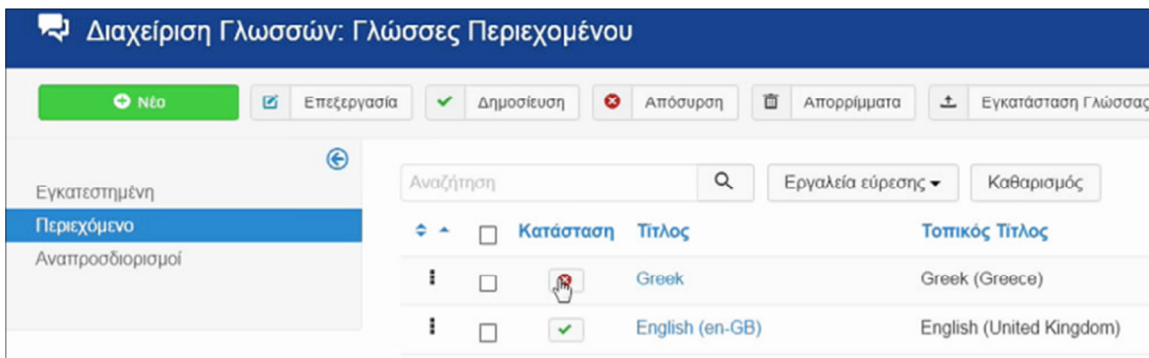 Διαχείριση Γλωσσών: Γλώσσες Περιεχομένου
Νέο Επεξεργασία Δημοσίευση Απόσυρση Απορρίμματα Εγκατάσταση Γλώσσας
Εγκατεστημένη
Περιεχόμενο
Αναπροσδιορισμοί
Αναζήτηση Εργαλεία εύρεσης Καθαρισμός
Κατάσταση Τίτλος Τοπικός Τίτλος
Greek Greek (Greece)
English (en-GB) English (United Kingdom)